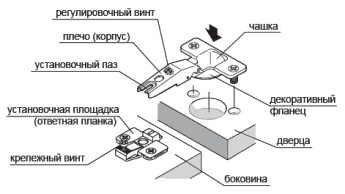 регулировочный винт
чашка
плечо (корпус)
установочный паз
декоративный
фланец
установочная площадка
(ответная планка)
дверца
крепежный винт
боковина